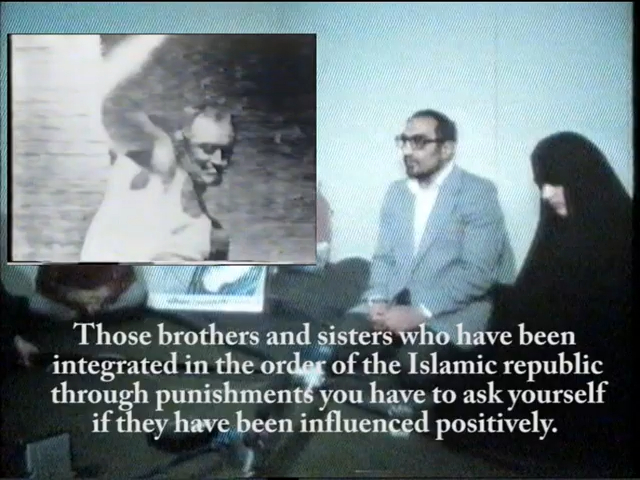 Those brothers and sisters who have been
integrated in the order of the Islamic republic
through punishments you have to ask yourself
if they have been influenced positively.